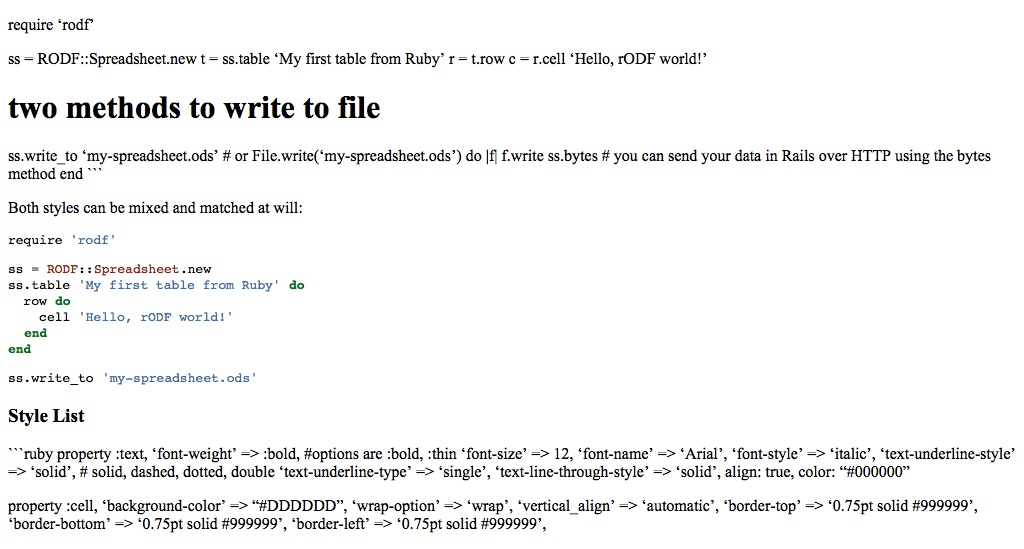 require ‘rodf’
ss = RODF::Spreadsheet.new t = ss.table ‘My first table from Ruby’ r = t.row c = r.cell ‘Hello, rODF world!’
two methods to write to file
ss.write_to ‘my-spreadsheet.ods’ # or File.write(‘my-spreadsheet.ods’) do |f| f.write ss.bytes # you can send your data in Rails over HTTP using the bytes
method end ```
Both styles can be mixed and matched at will:
require 'rodf'
ss = RODF::Spreadsheet.new
ss.table 'My first table from Ruby' do
  row do
    cell 'Hello, rODF world!'
  end
end
ss.write_to 'my-spreadsheet.ods'
Style List
```ruby property :text, ‘font-weight’ => :bold, #options are :bold, :thin ‘font-size’ => 12, ‘font-name’ => ‘Arial’, ‘font-style’ => ‘italic’, ‘text-underline-style’
=> ‘solid’, # solid, dashed, dotted, double ‘text-underline-type’ => ‘single’, ‘text-line-through-style’ => ‘solid’, align: true, color: “#000000”
property :cell, ‘background-color’ => “#DDDDDD”, ‘wrap-option’ => ‘wrap’, ‘vertical_align’ => ‘automatic’, ‘border-top’ => ‘0.75pt solid #999999’,
‘border-bottom’ => ‘0.75pt solid #999999’, ‘border-left’ => ‘0.75pt solid #999999’,